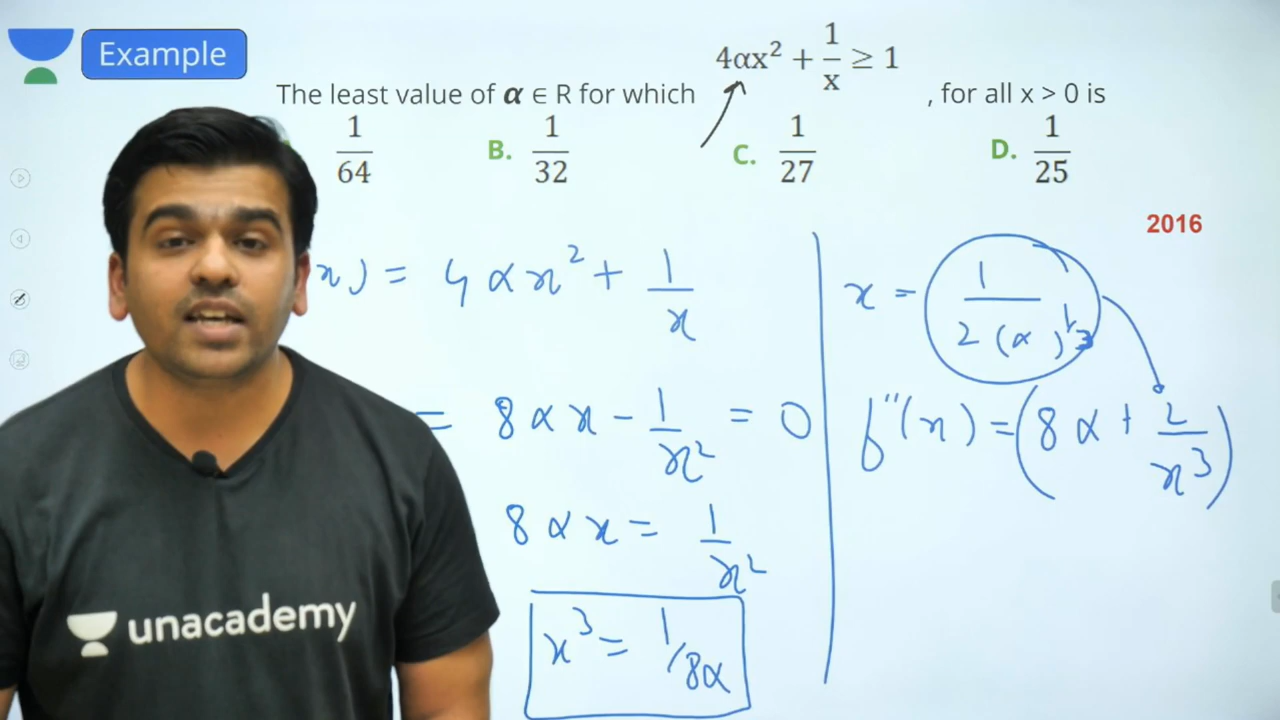 Example
4αx² + 1/x ≥ 1
The least value of α ∈ R for which , for all x > 0 is
1/64 B. 1/32 C. 1/27 D. 1/25
2016
x) = 4αx² + 1/x
= 8αx - 1/x² = 0
8αx = 1/x²
x³ = 1/8α
x = 1/2(α)^1/3
f''(x) = (8α + 2/x³)
unacademy